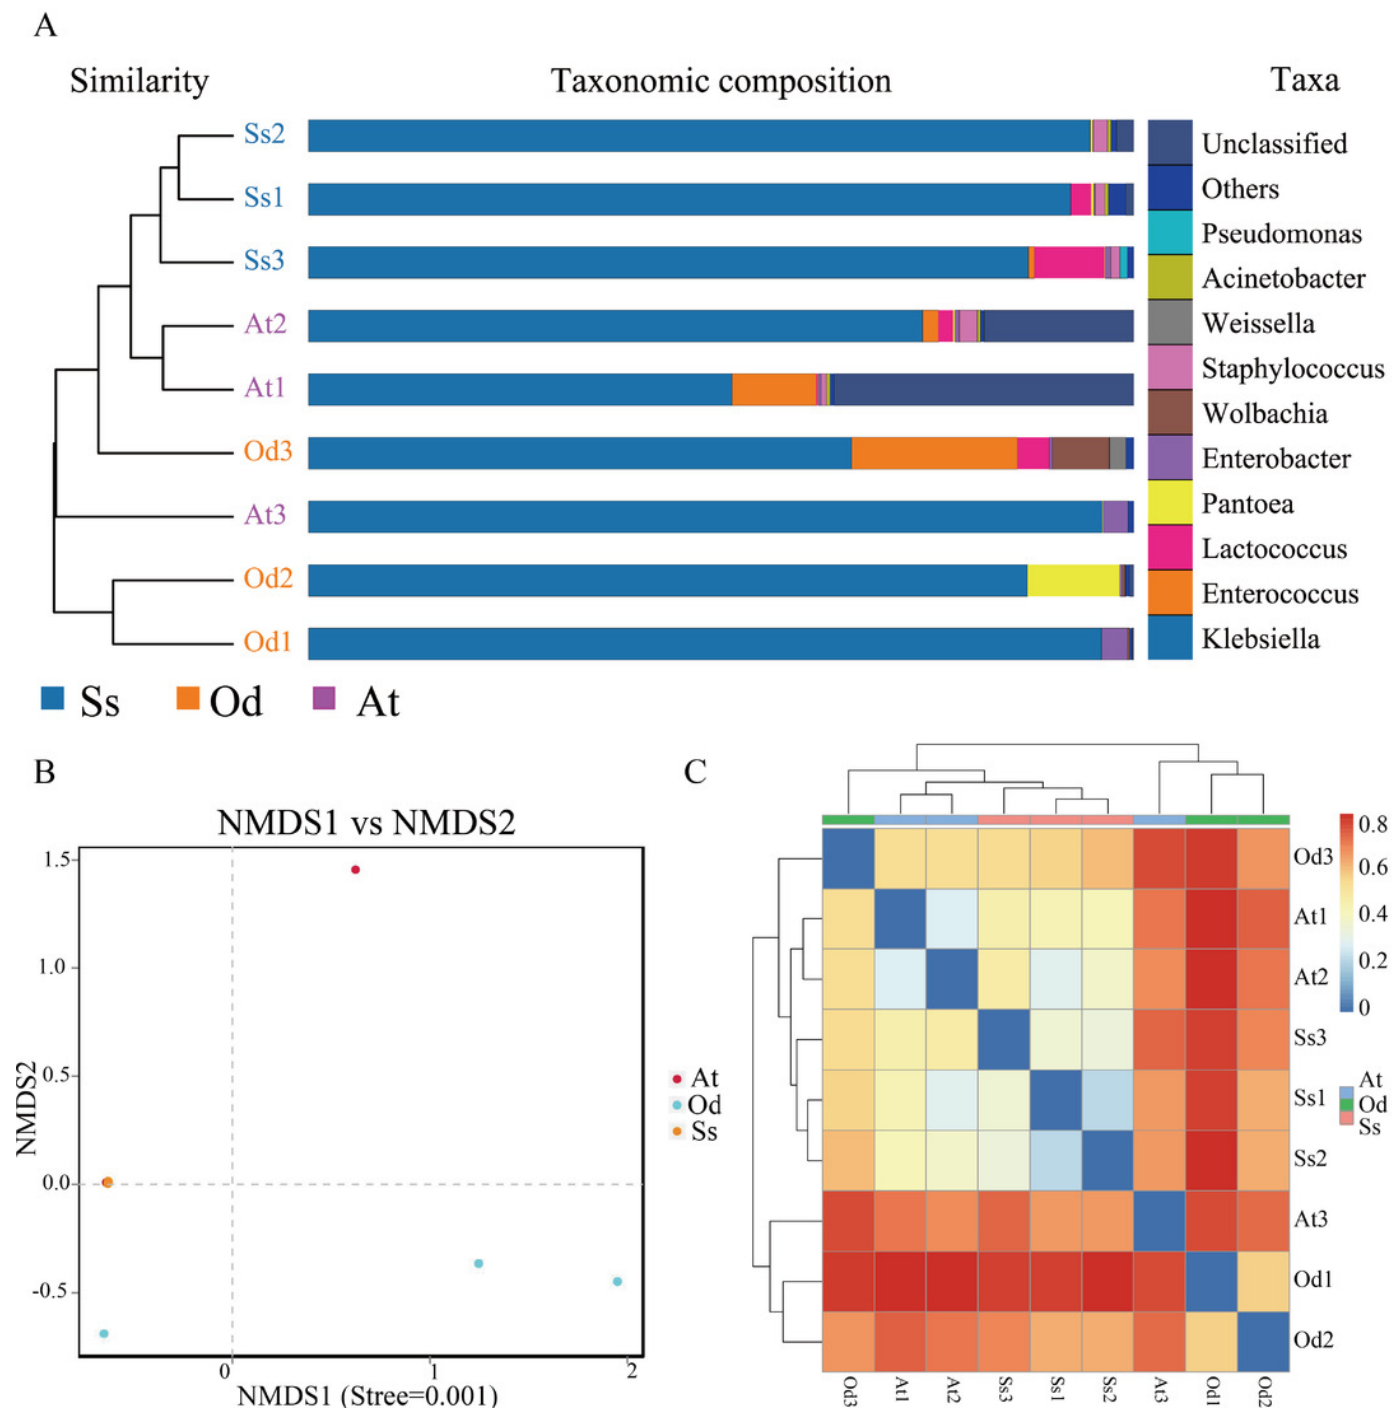 A
Similarity
Taxonomic composition
Taxa
Ss2
Ss1
Ss3
At2
At1
Od3
At3
Od2
Od1
Unclassified
Others
Pseudomonas
Acinetobacter
Weissella
Staphylococcus
Wolbachia
Enterobacter
Pantoea
Lactococcus
Enterococcus
Klebsiella
Ss Od At
B
NMDS1 vs NMDS2
1.5
1.0
0.5
0.0
-0.5
NMDS2
0 1 2
NMDS1 (Stree=0.001)
At
Od
Ss
C
Od3
At1
At2
Ss3
Ss1
Ss2
At3
Od1
Od2
0.8
0.6
0.4
0.2
0
At
Od
Ss
Od3 At1 At2 Ss3 Ss1 Ss2 At3 Od1 Od2